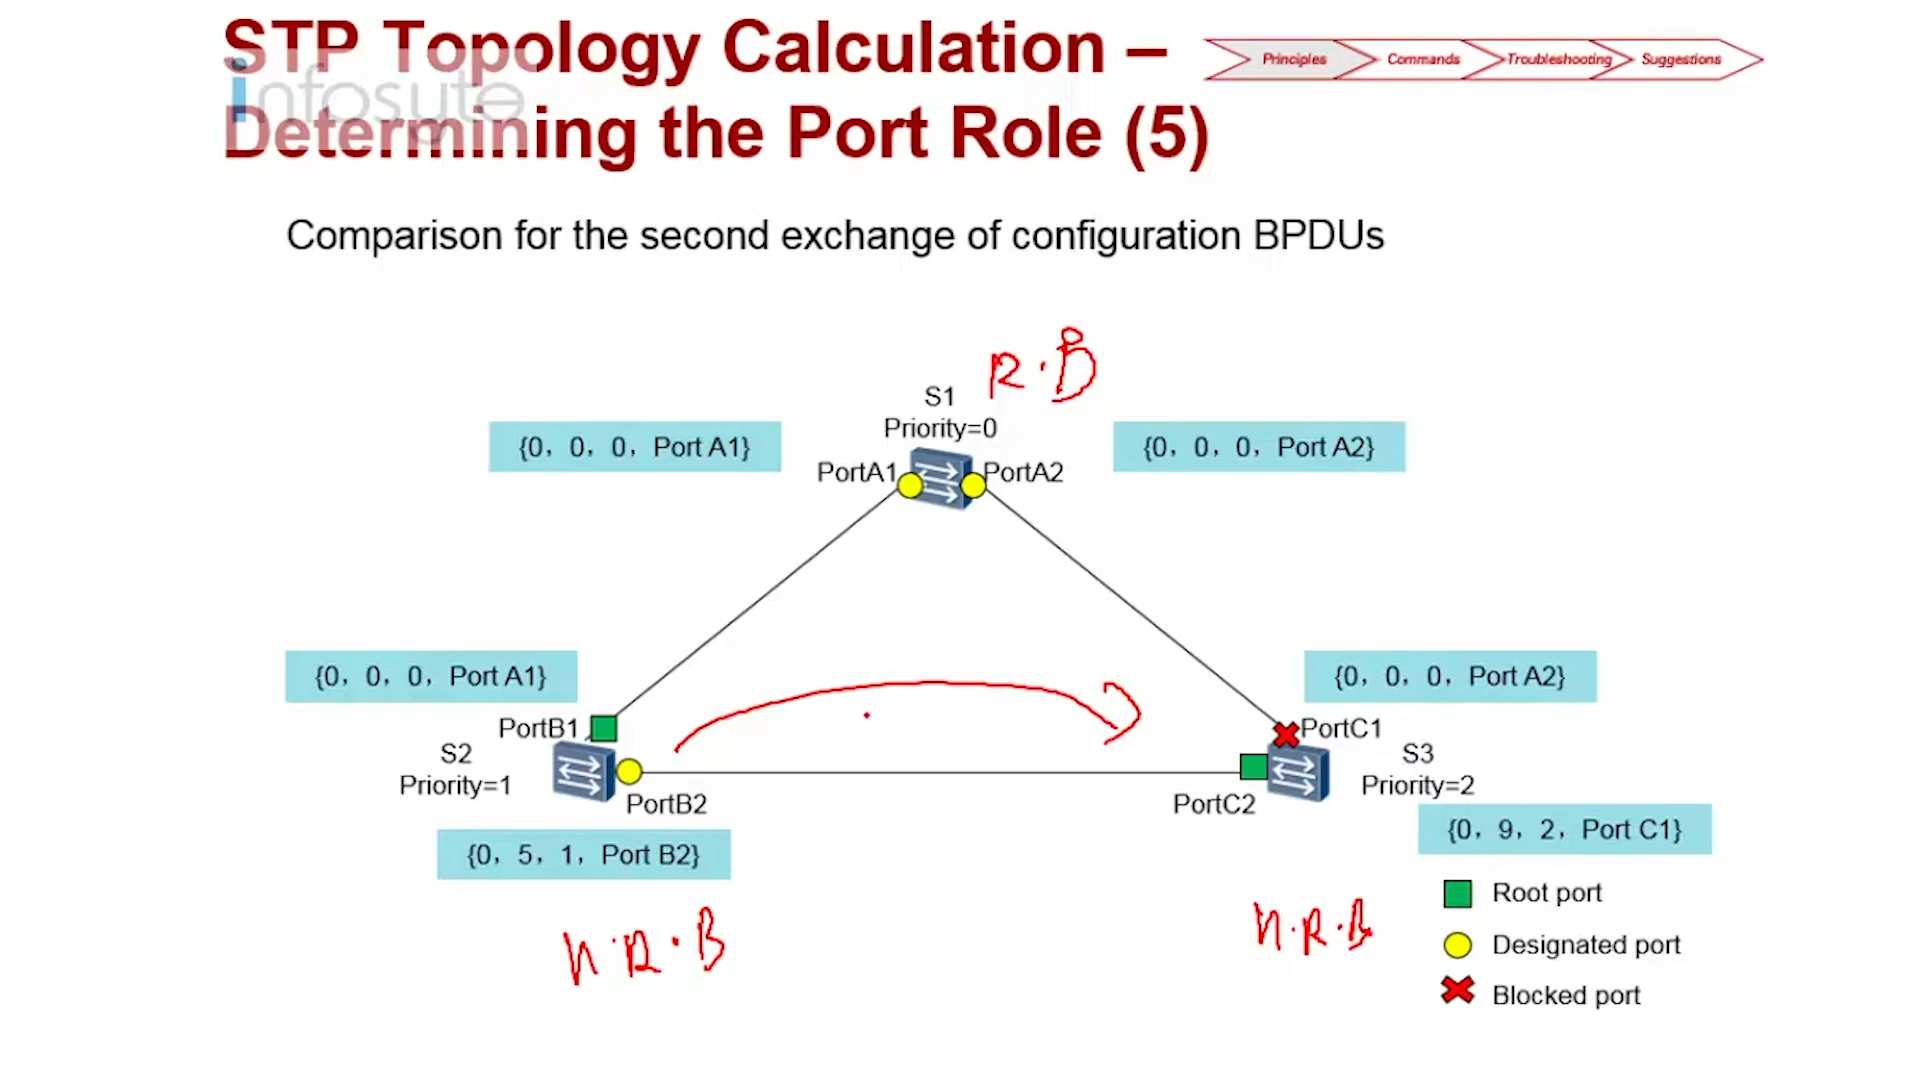 STP Topology Calculation –
Determining the Port Role (5)
infosyte
Principles
Commands
Troubleshooting
Suggestions
Comparison for the second exchange of configuration BPDUs
R.B
S1
Priority=0
{0, 0, 0, Port A1}
{0, 0, 0, Port A2}
PortA1
PortA2
{0, 0, 0, Port A1}
{0, 0, 0, Port A2}
PortB1
PortC1
S2
Priority=1
S3
Priority=2
PortB2
PortC2
{0, 5, 1, Port B2}
{0, 9, 2, Port C1}
N.R.B
N.R.B
Root port
Designated port
Blocked port